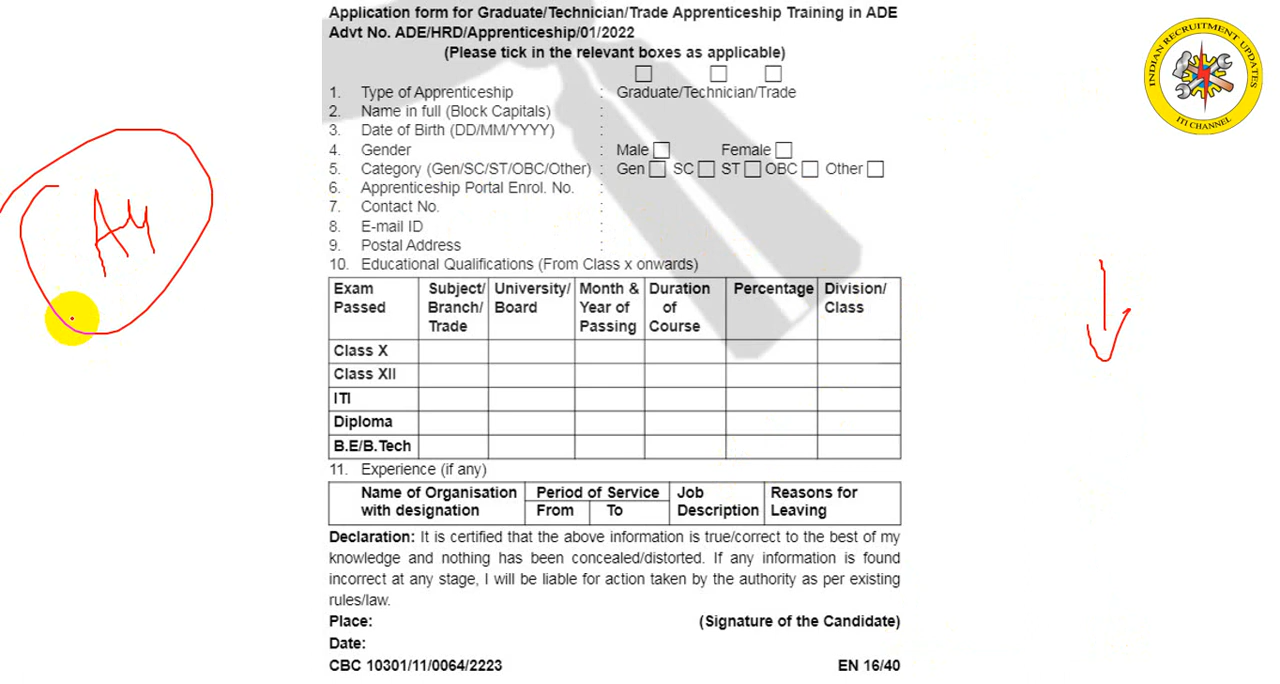 Application form for Graduate/Technician/Trade Apprenticeship Training in ADE
Advt No. ADE/HRD/Apprenticeship/01/2022
(Please tick in the relevant boxes as applicable)
1. Type of Apprenticeship : Graduate/Technician/Trade
2. Name in full (Block Capitals) :
3. Date of Birth (DD/MM/YYYY) :
4. Gender : Male Female
5. Category (Gen/SC/ST/OBC/Other) : Gen SC ST OBC Other
6. Apprenticeship Portal Enrol. No. :
7. Contact No. :
8. E-mail ID :
9. Postal Address :
10. Educational Qualifications (From Class x onwards)
Exam Subject/ University/ Month & Duration Percentage Division/
Passed Branch/ Board Year of of Class
Trade Passing Course
Class X
Class XII
ITI
Diploma
B.E/B.Tech
11. Experience (if any)
Name of Organisation Period of Service Job Reasons for
with designation From To Description Leaving
Declaration: It is certified that the above information is true/correct to the best of my
knowledge and nothing has been concealed/distorted. If any information is found
incorrect at any stage, I will be liable for action taken by the authority as per existing
rules/law.
Place: (Signature of the Candidate)
Date:
CBC 10301/11/0064/2223 EN 16/40
INDIAN RECRUITMENT UPDATES
ITI CHANNEL
A4